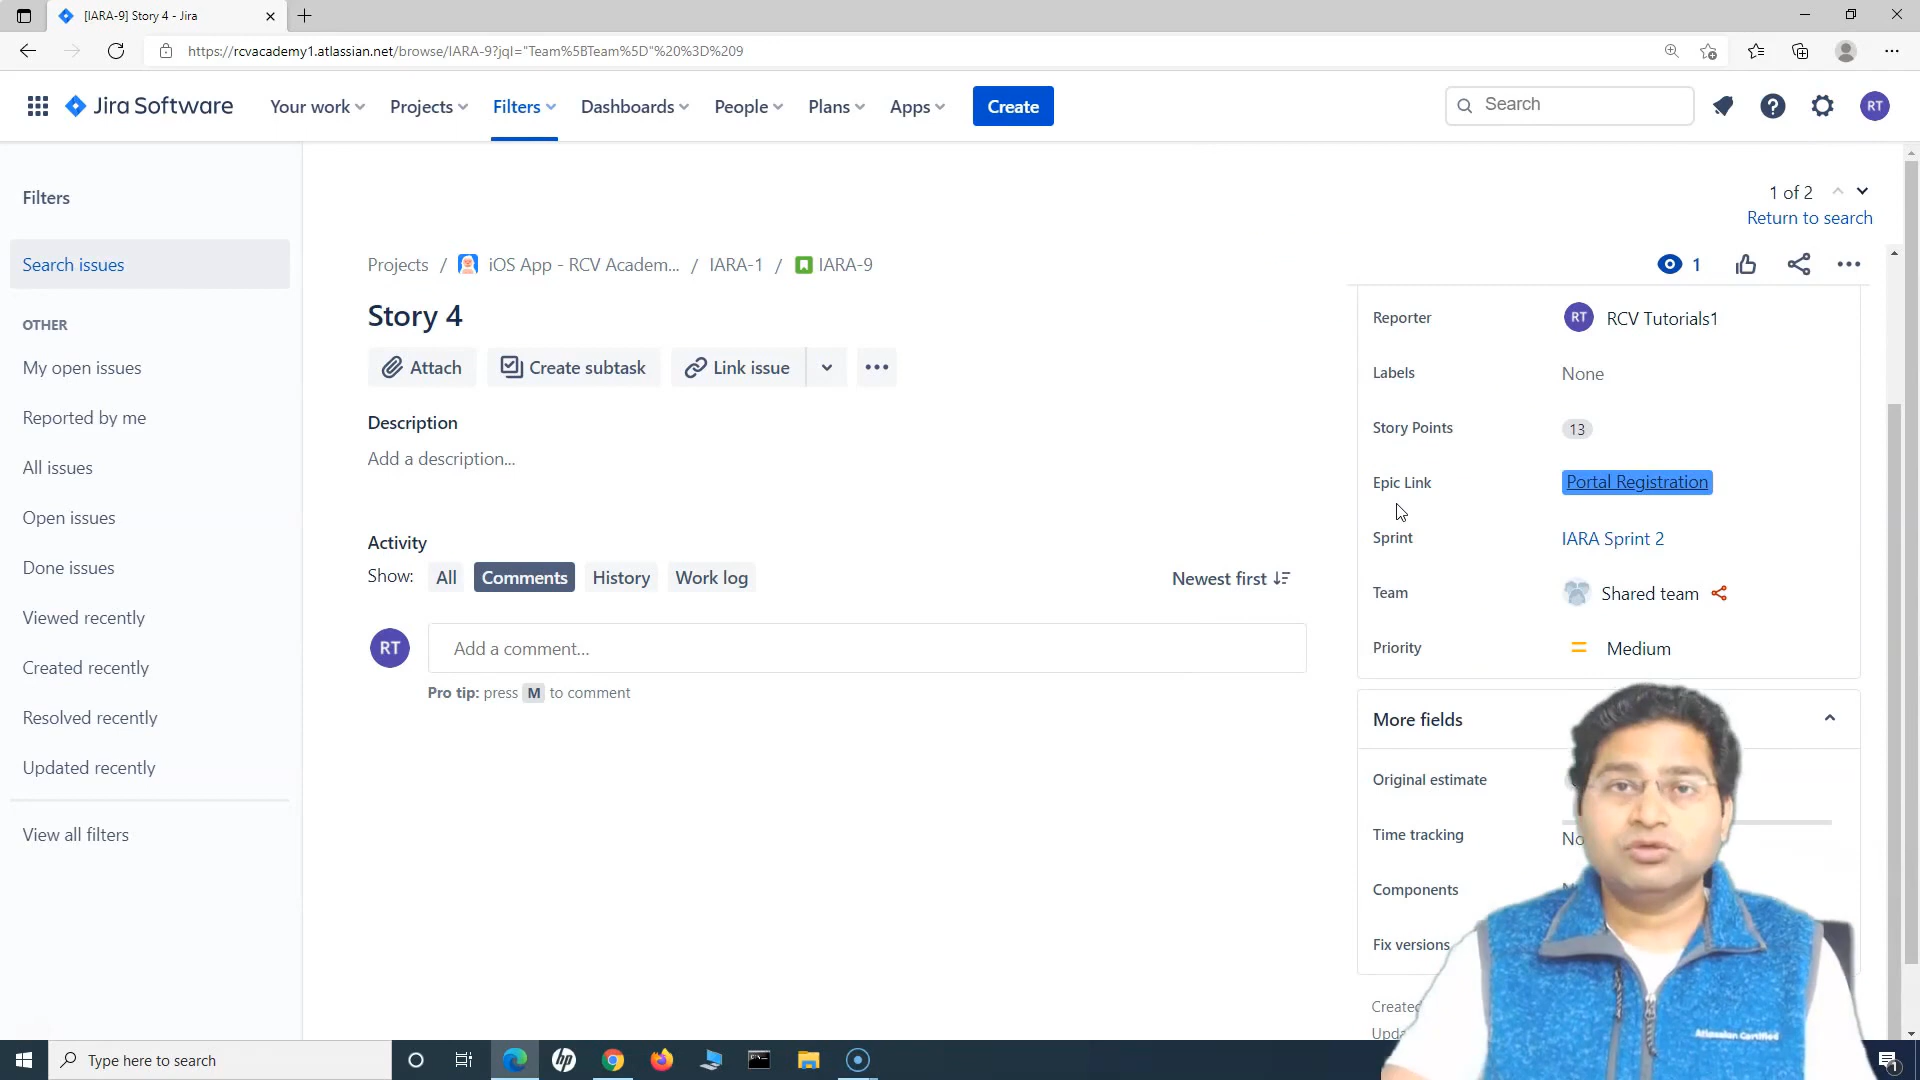 [IARA-9] Story 4 - Jira
https://rcvacademy1.atlassian.net/browse/IARA-9?jql="Team%5BTeam%5D"%20%3D%209
Jira Software
Your work
Projects
Filters
Dashboards
People
Plans
Apps
Create
Search
RT
Filters
Search issues
OTHER
My open issues
Reported by me
All issues
Open issues
Done issues
Viewed recently
Created recently
Resolved recently
Updated recently
View all filters
1 of 2
Return to search
Projects / iOS App - RCV Academ... / IARA-1 / IARA-9
1
Story 4
Attach
Create subtask
Link issue
Description
Add a description...
Activity
Show: All Comments History Work log
Newest first
RT
Add a comment...
Pro tip: press M to comment
Reporter RT RCV Tutorials1
Labels None
Story Points 13
Epic Link Portal Registration
Sprint IARA Sprint 2
Team Shared team
Priority Medium
More fields
Original estimate
Time tracking No
Components
Fix versions
Created
Upda
Atlassian Certified
Type here to search
hp
1